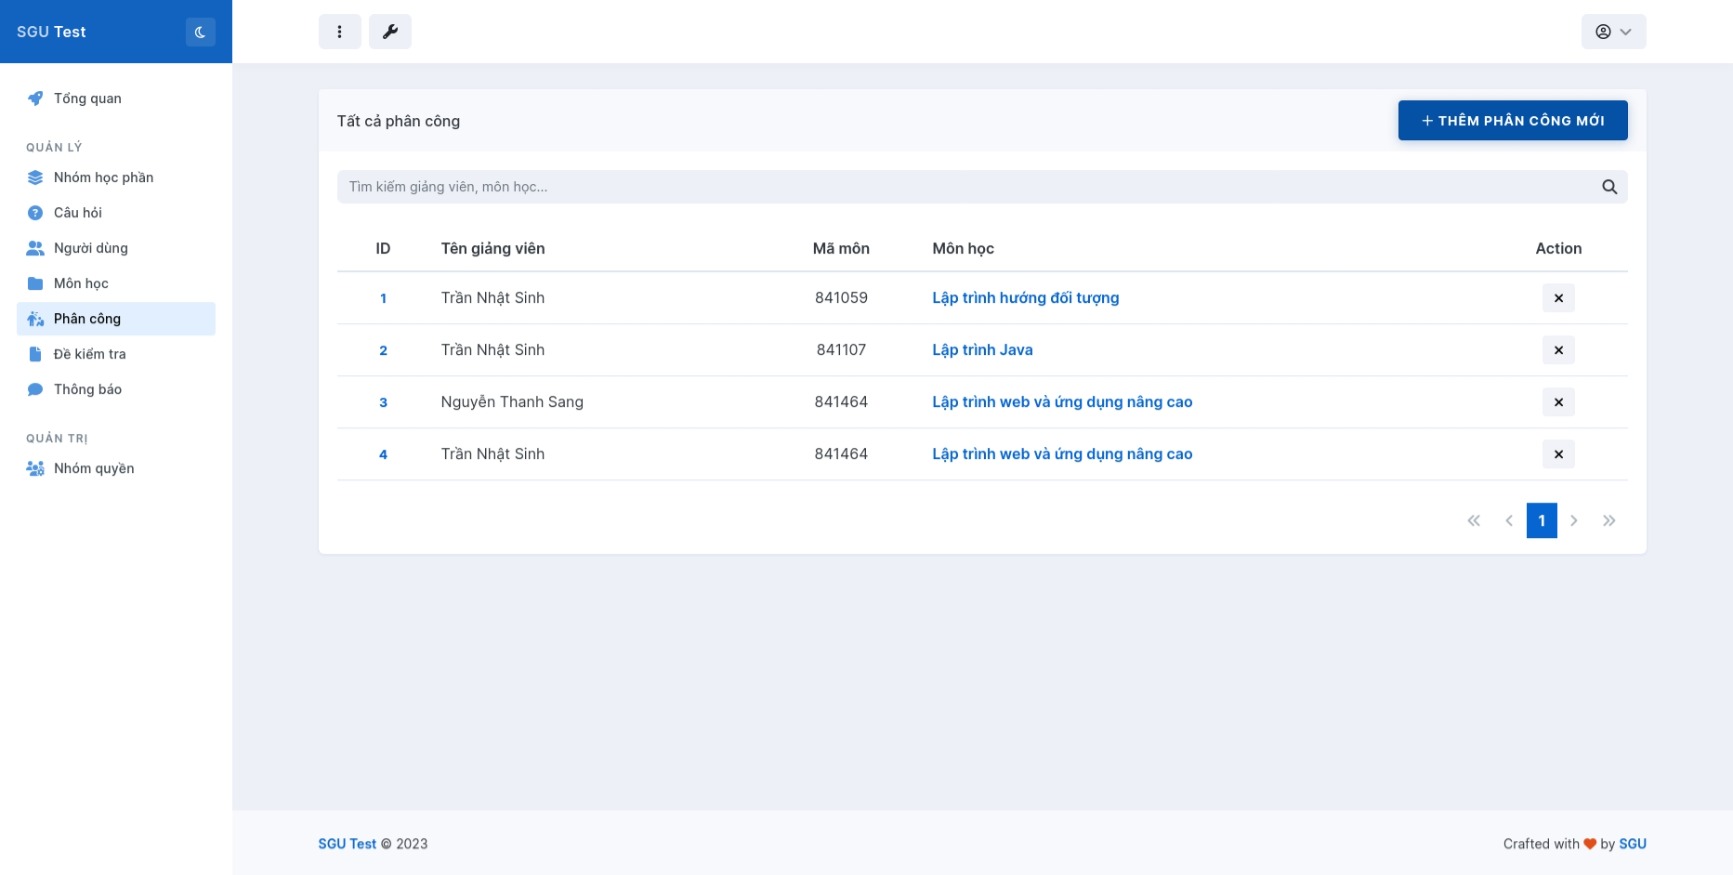 SGU Test
Tổng quan
QUẢN LÝ
Nhóm học phần
Câu hỏi
Người dùng
Môn học
Phân công
Đề kiểm tra
Thông báo
QUẢN TRỊ
Nhóm quyền
Tất cả phân công
+ THÊM PHÂN CÔNG MỚI
Tìm kiếm giảng viên, môn học...
ID Tên giảng viên Mã môn Môn học Action
1 Trần Nhật Sinh 841059 Lập trình hướng đối tượng
2 Trần Nhật Sinh 841107 Lập trình Java
3 Nguyễn Thanh Sang 841464 Lập trình web và ứng dụng nâng cao
4 Trần Nhật Sinh 841464 Lập trình web và ứng dụng nâng cao
« ‹ 1 › »
SGU Test © 2023
Crafted with ❤ by SGU